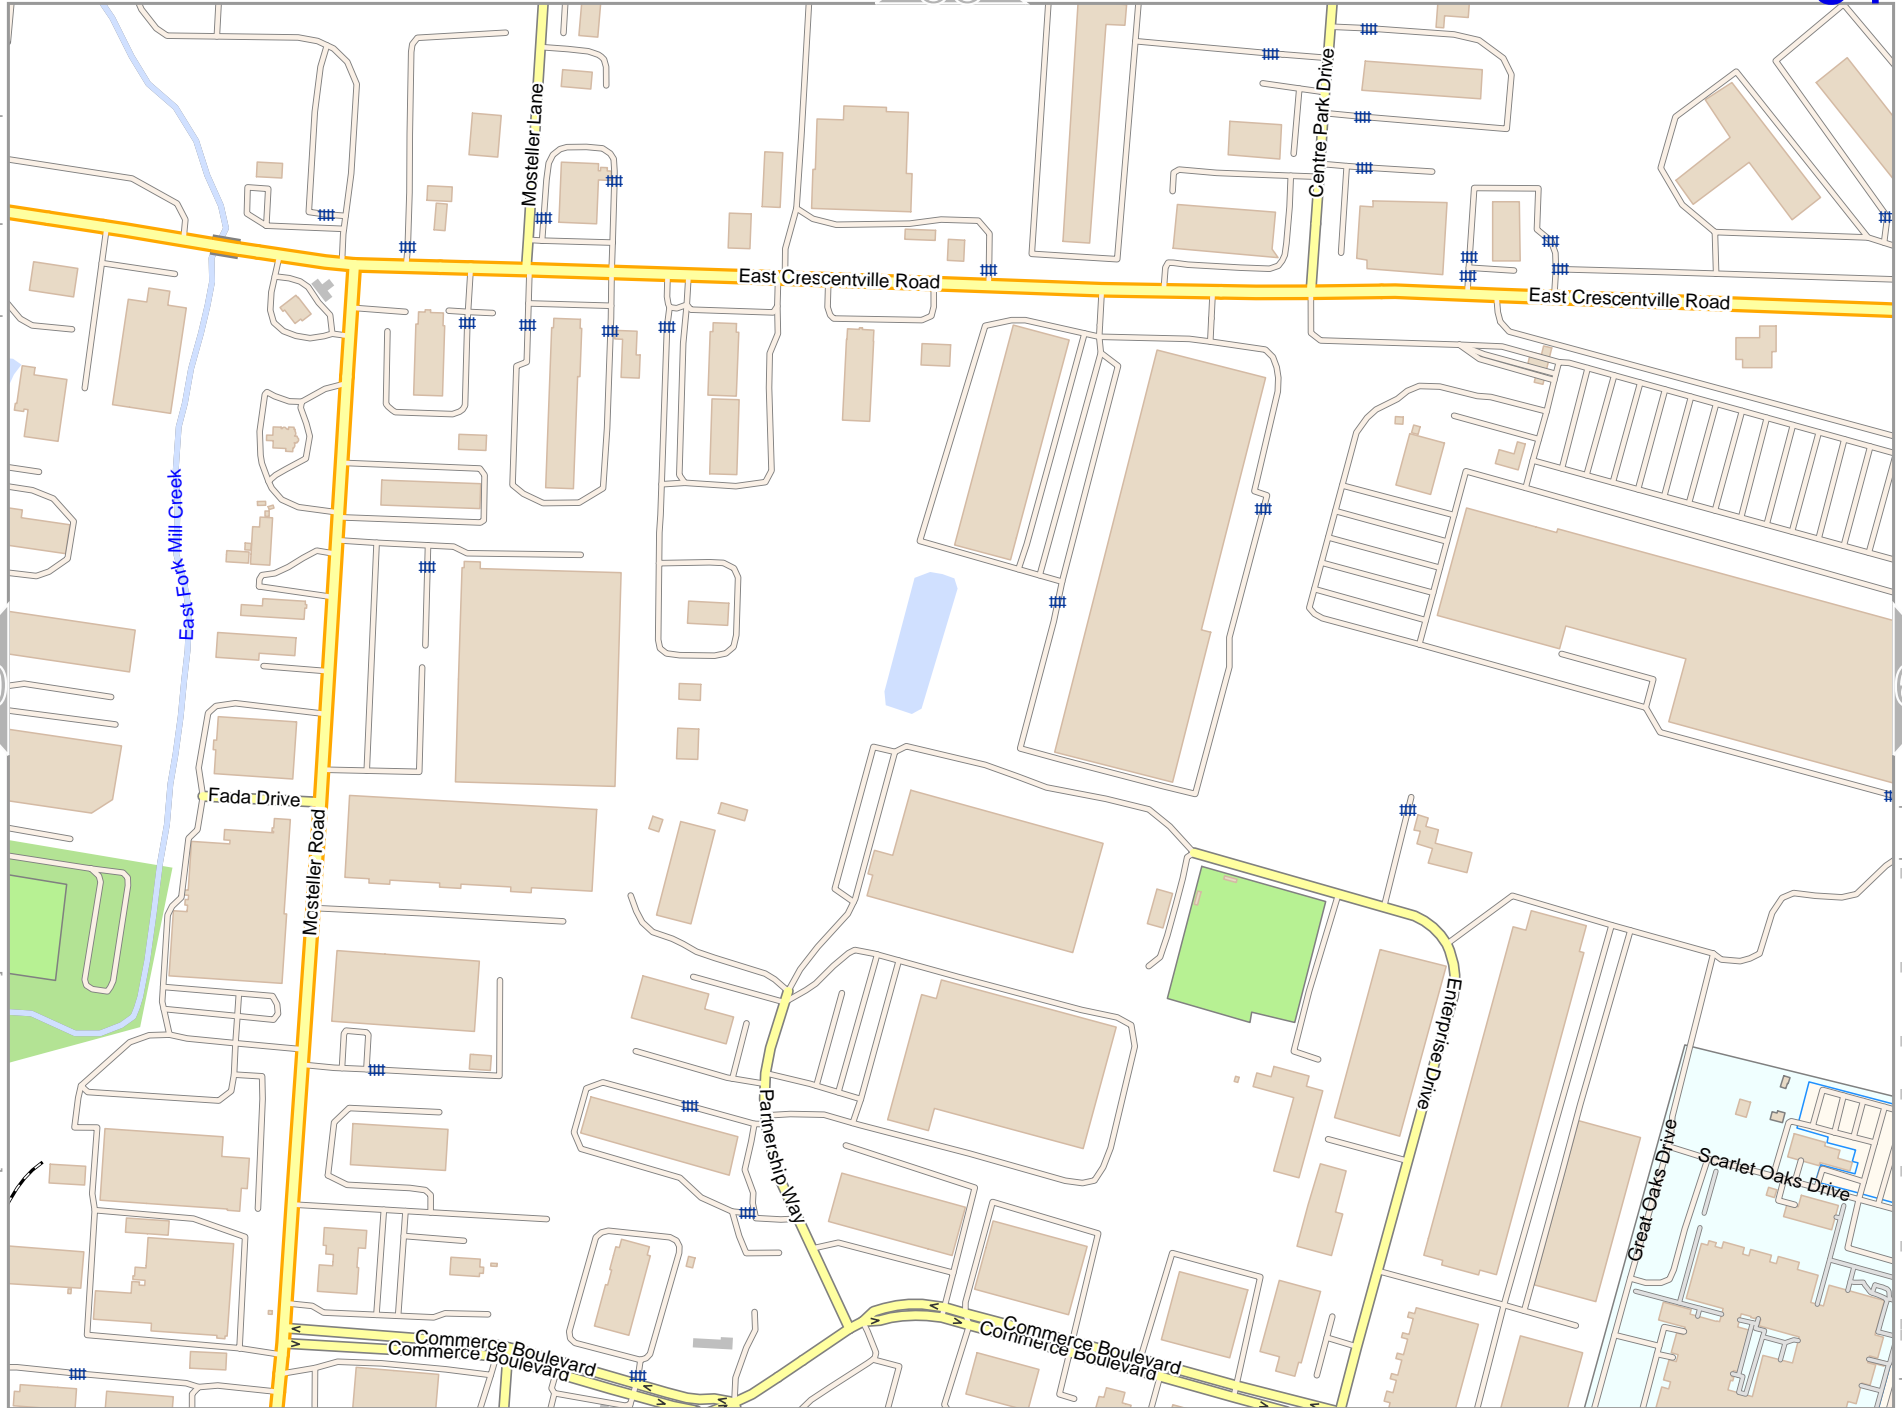 Mosteller Lane
Centre Park Drive
East Crescentville Road
East Crescentville Road
East Fork Mill Creek
Fada Drive
Mosteller Road
Enterprise Drive
Partnership Way
Great Oaks Drive
Scarlet Oaks Drive
Commerce Boulevard
Commerce Boulevard
Commerce Boulevard
Commerce Boulevard